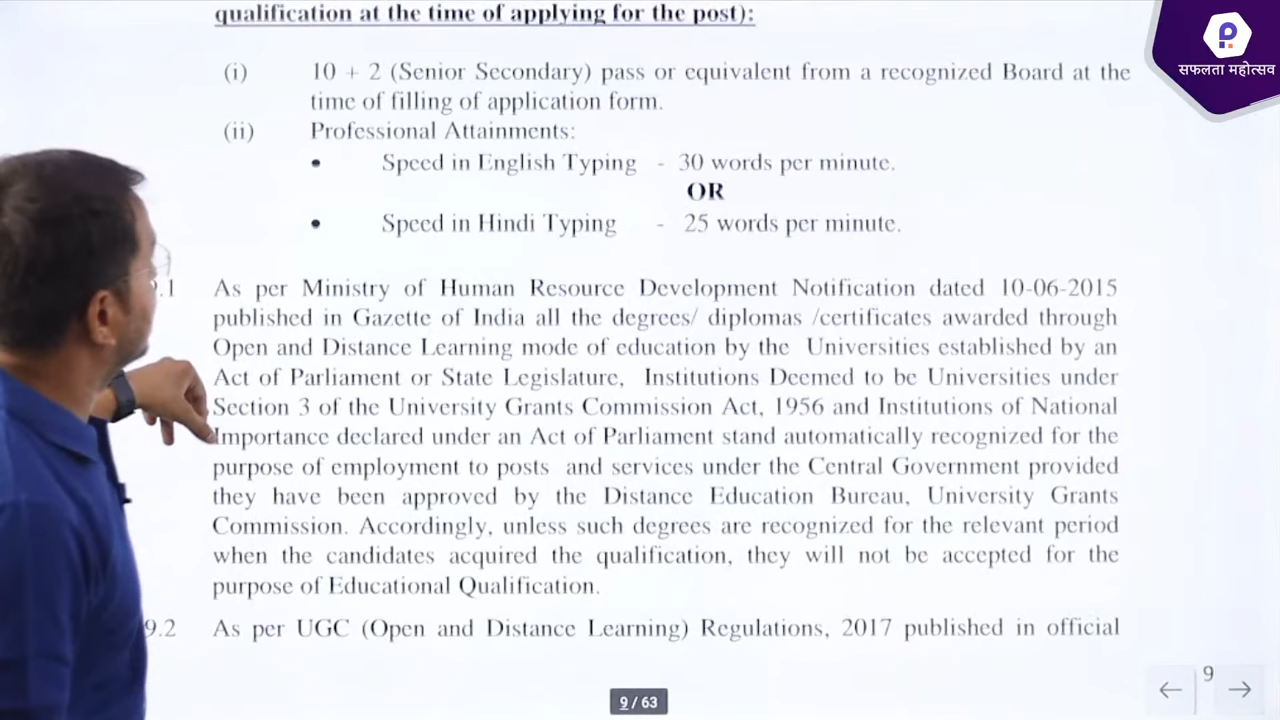 qualification at the time of applying for the post):
सफलता महोत्सव
(i) 10 + 2 (Senior Secondary) pass or equivalent from a recognized Board at the
time of filling of application form.
(ii) Professional Attainments:
• Speed in English Typing - 30 words per minute.
OR
• Speed in Hindi Typing - 25 words per minute.
.1 As per Ministry of Human Resource Development Notification dated 10-06-2015
published in Gazette of India all the degrees/ diplomas /certificates awarded through
Open and Distance Learning mode of education by the Universities established by an
Act of Parliament or State Legislature, Institutions Deemed to be Universities under
Section 3 of the University Grants Commission Act, 1956 and Institutions of National
Importance declared under an Act of Parliament stand automatically recognized for the
purpose of employment to posts and services under the Central Government provided
they have been approved by the Distance Education Bureau, University Grants
Commission. Accordingly, unless such degrees are recognized for the relevant period
when the candidates acquired the qualification, they will not be accepted for the
purpose of Educational Qualification.
9.2 As per UGC (Open and Distance Learning) Regulations, 2017 published in official
9
9 / 63